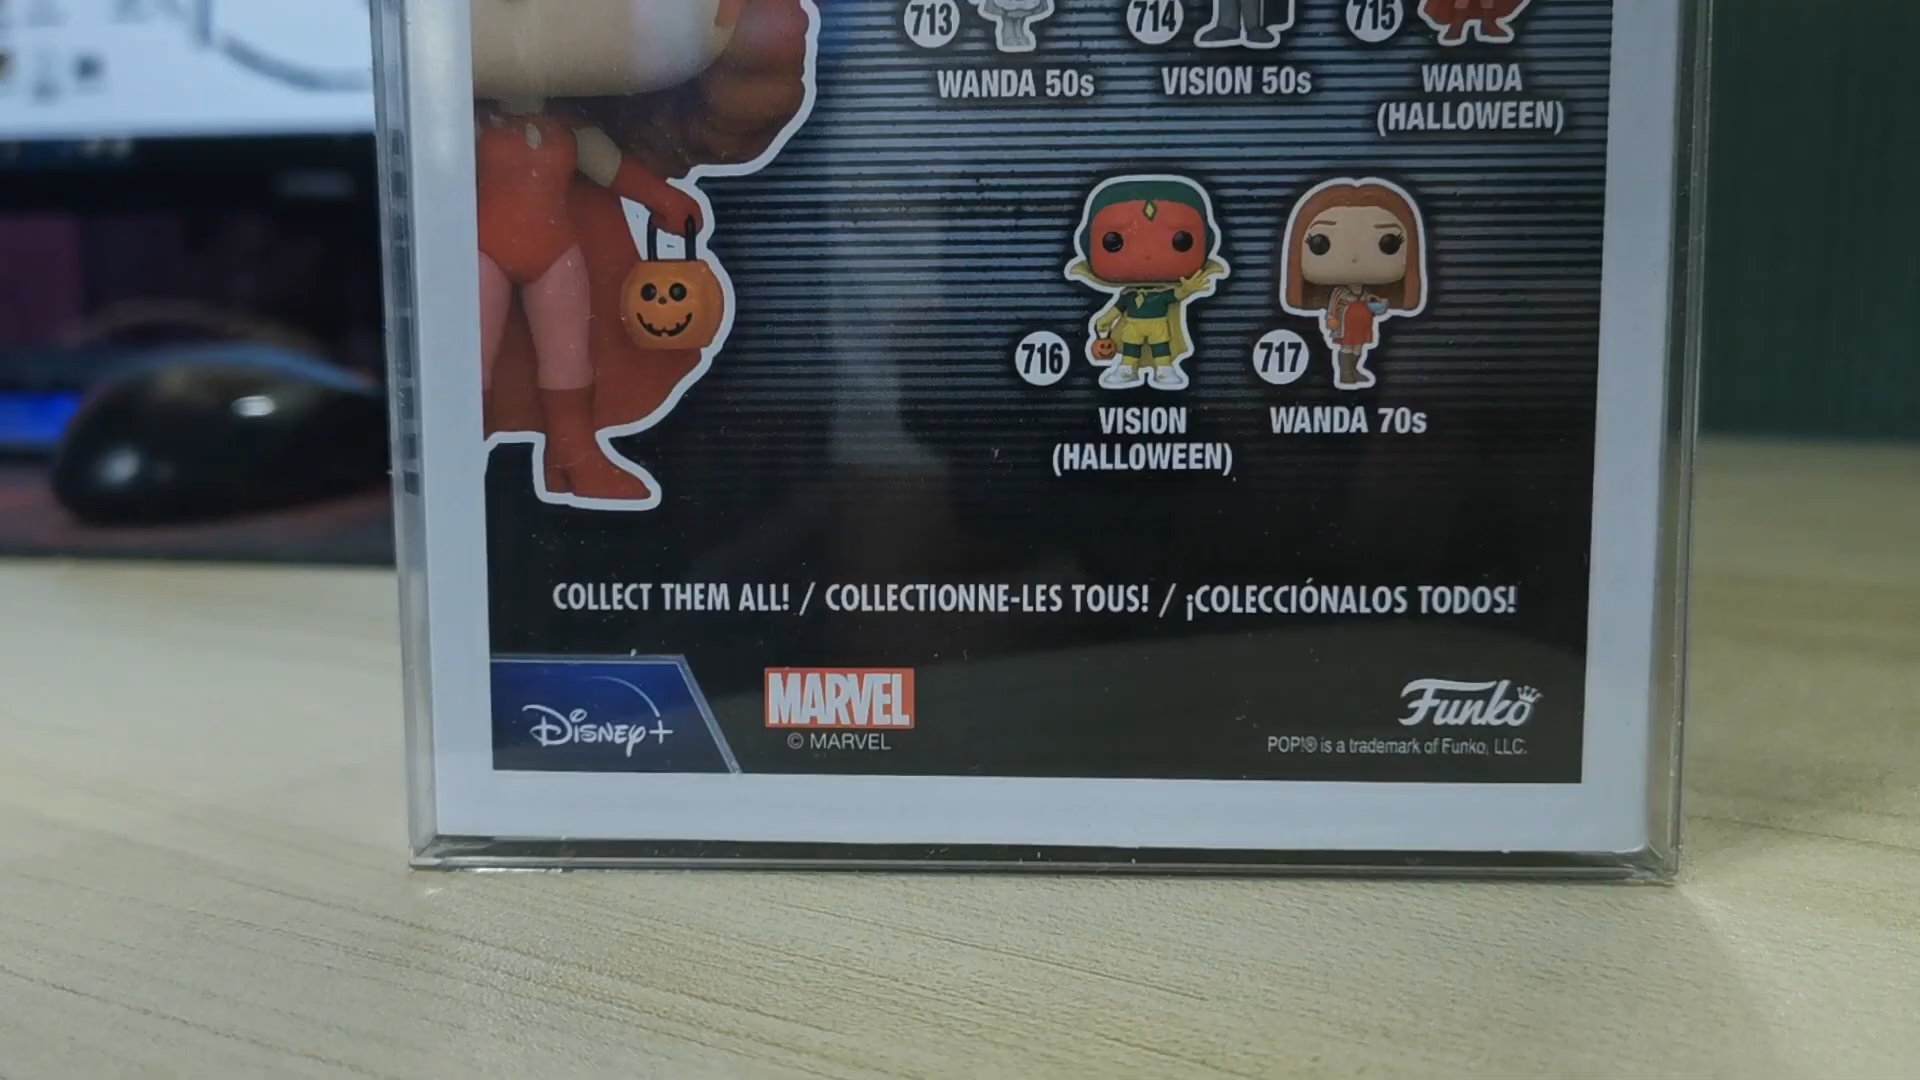 713
714
715
WANDA 50s
VISION 50s
WANDA
(HALLOWEEN)
716
717
VISION
(HALLOWEEN)
WANDA 70s
COLLECT THEM ALL! / COLLECTIONNE-LES TOUS! / ¡COLECCIÓNALOS TODOS!
Disney+
MARVEL
© MARVEL
Funko
POP!® is a trademark of Funko, LLC.